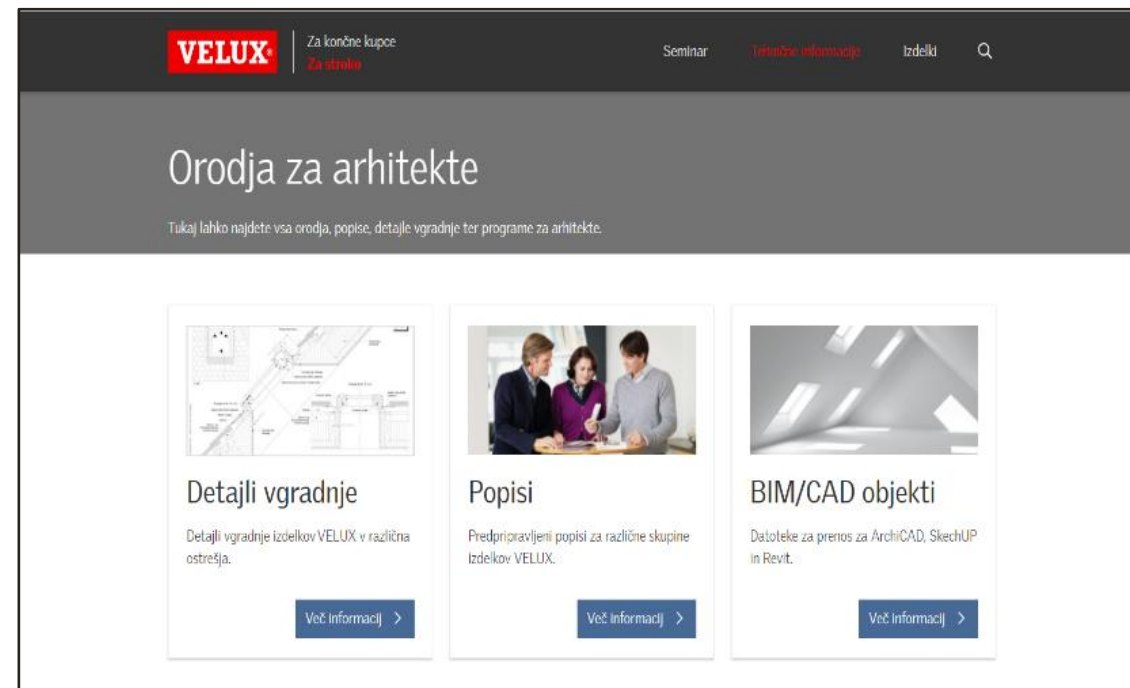 VELUX
Za končne kupce
Za stroko
Seminar
Tehnične informacije
Izdelki
Orodja za arhitekte
Tukaj lahko najdete vsa orodja, popise, detajle vgradnje ter programe za arhitekte.
Detajli vgradnje
Detajli vgradnje izdelkov VELUX v različna
ostrešja.
Več informacij
Popisi
Predpripravljeni popisi za različne skupine
izdelkov VELUX.
Več informacij
BIM/CAD objekti
Datoteke za prenos za ArchiCAD, SkechUP
in Revit.
Več informacij